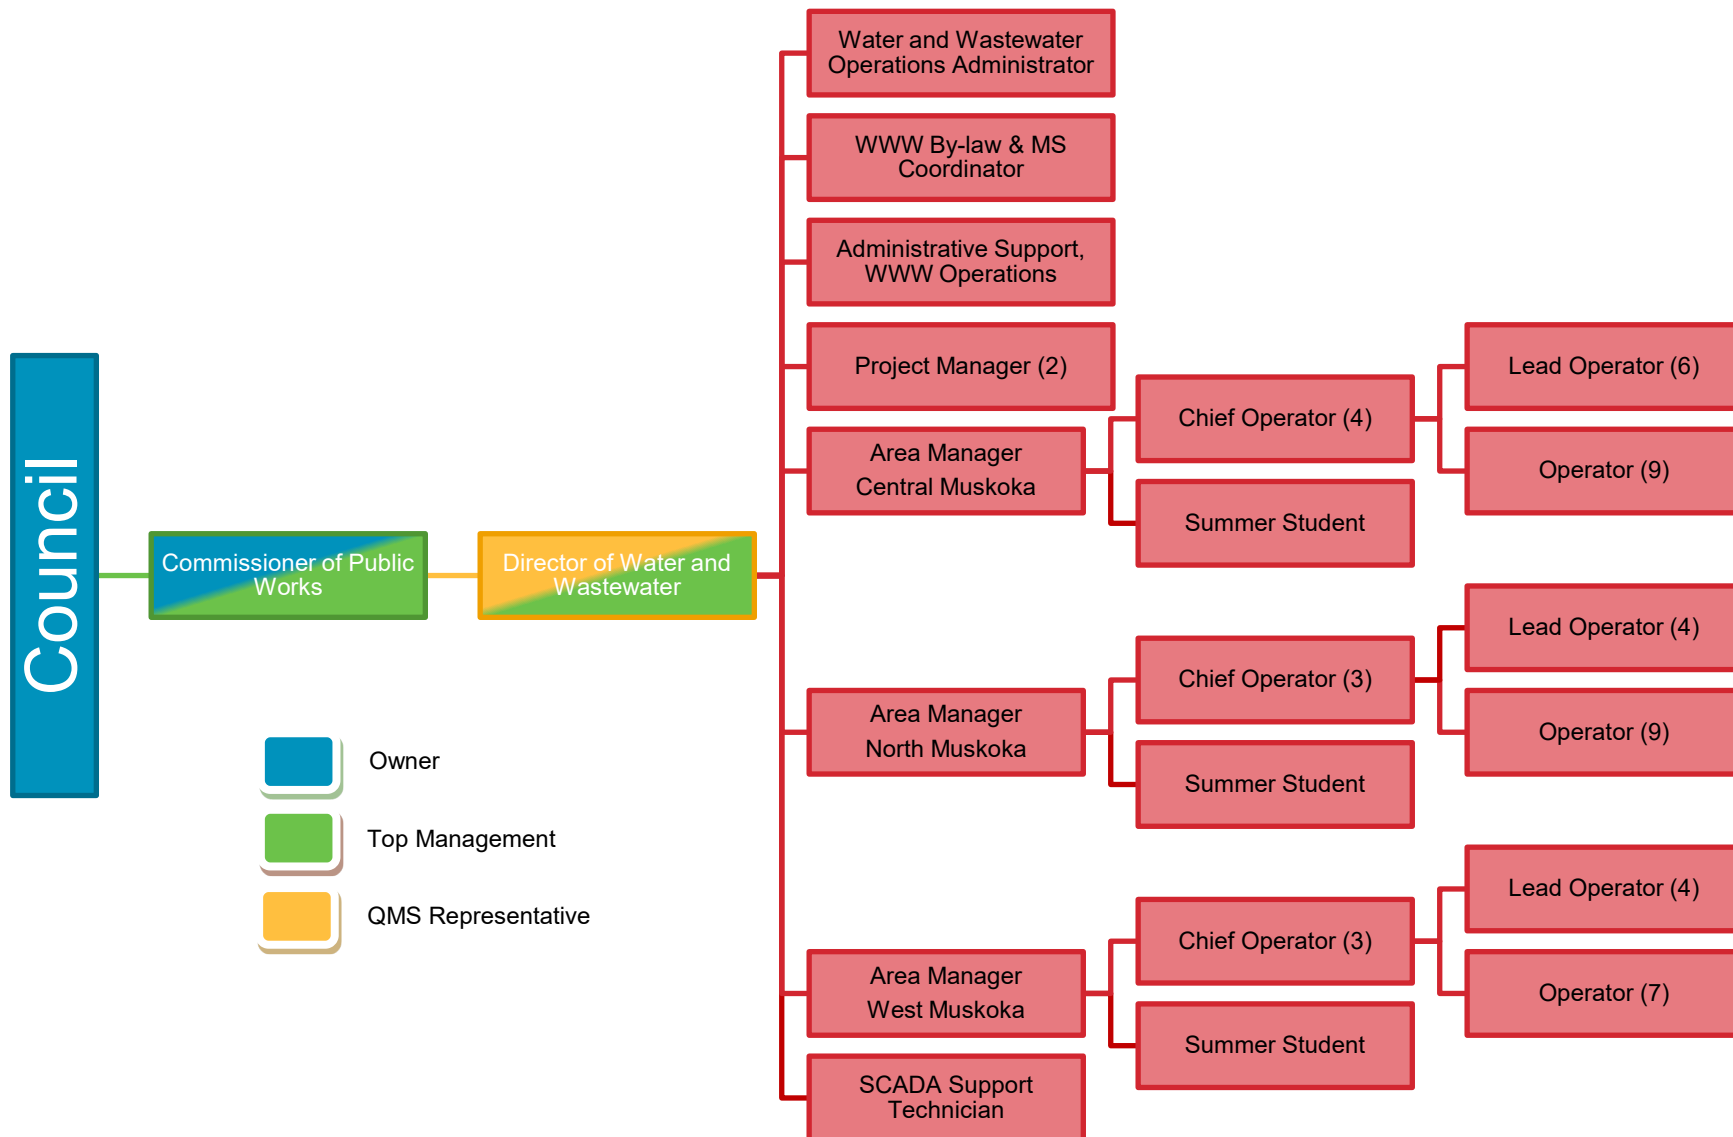 Council
Commissioner of Public
Works
Director of Water and
Wastewater
Water and Wastewater
Operations Administrator
WWW By-law & MS
Coordinator
Administrative Support,
WWW Operations
Project Manager (2)
Area Manager
Central Muskoka
Chief Operator (4)
Lead Operator (6)
Operator (9)
Summer Student
Area Manager
North Muskoka
Chief Operator (3)
Lead Operator (4)
Operator (9)
Summer Student
Area Manager
West Muskoka
Chief Operator (3)
Lead Operator (4)
Operator (7)
Summer Student
SCADA Support
Technician
Owner
Top Management
QMS Representative